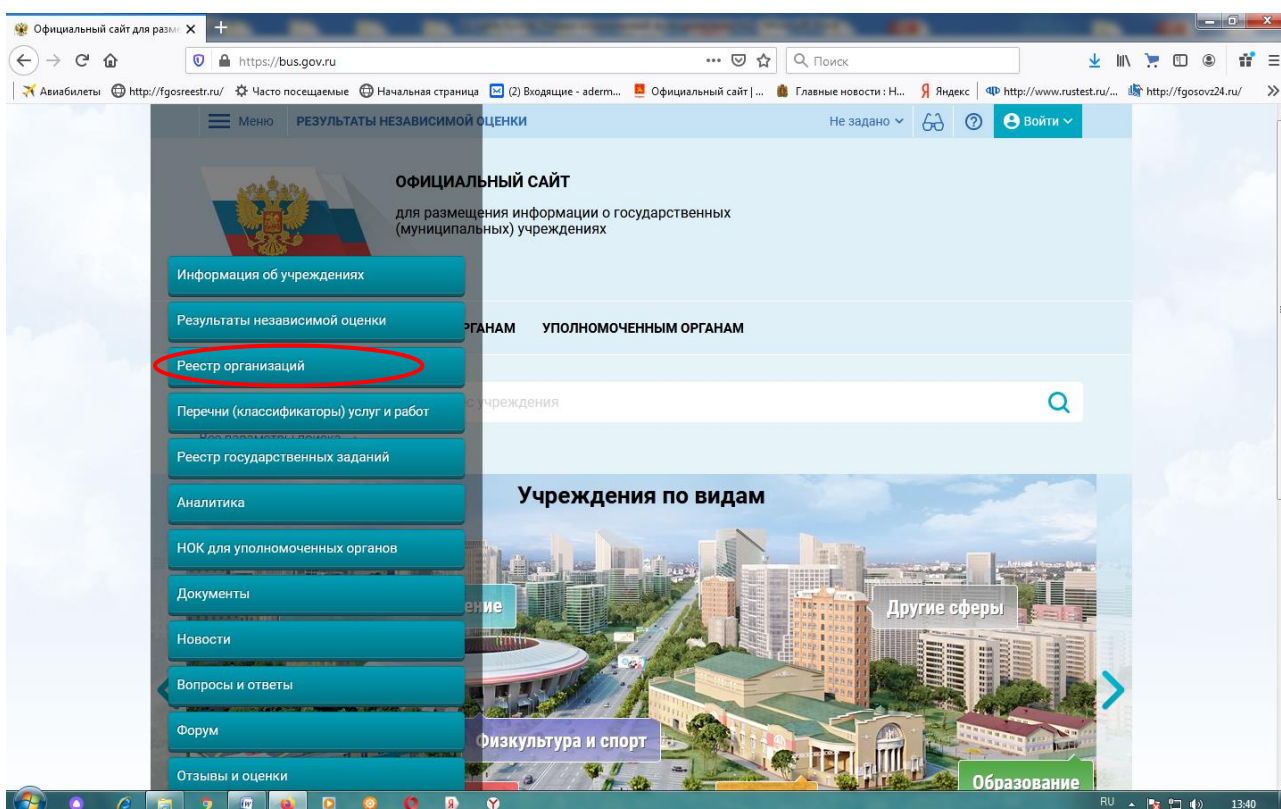 Официальный сайт для разм
https://bus.gov.ru
Поиск
Авиабилеты http://fgosreestr.ru/ Часто посещаемые Начальная страница (2) Входящие - aderm... Официальный сайт | ... Главные новости : Н... Яндекс http://www.rustest.ru/... http://fgosovz24.ru/
Меню РЕЗУЛЬТАТЫ НЕЗАВИСИМОЙ ОЦЕНКИ Не задано Войти
ОФИЦИАЛЬНЫЙ САЙТ
для размещения информации о государственных
(муниципальных) учреждениях
Информация об учреждениях
Результаты независимой оценки
РГАНАМ УПОЛНОМОЧЕННЫМ ОРГАНАМ
Реестр организаций
Перечни (классификаторы) услуг и работ
с учреждения
Реестр государственных заданий
Аналитика
Учреждения по видам
НОК для уполномоченных органов
Документы
ение
Другие сферы
Новости
Вопросы и ответы
Форум
Физкультура и спорт
Отзывы и оценки
Образование
RU 13:40